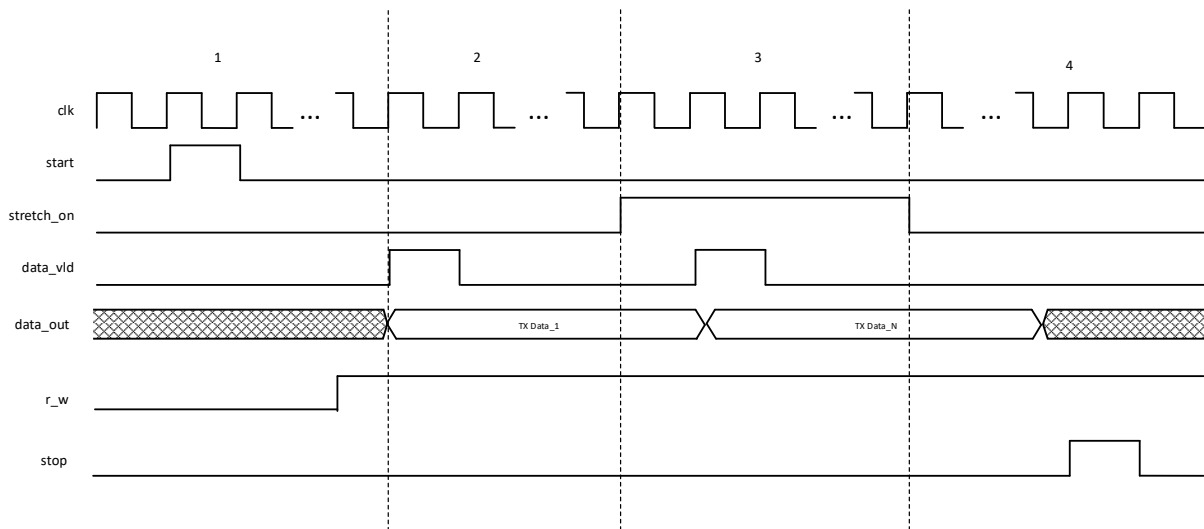 1
2
3
4
clk
... ... ... ...
start
stretch_on
data_vld
data_out
TX Data_1
TX Data_N
r_w
stop